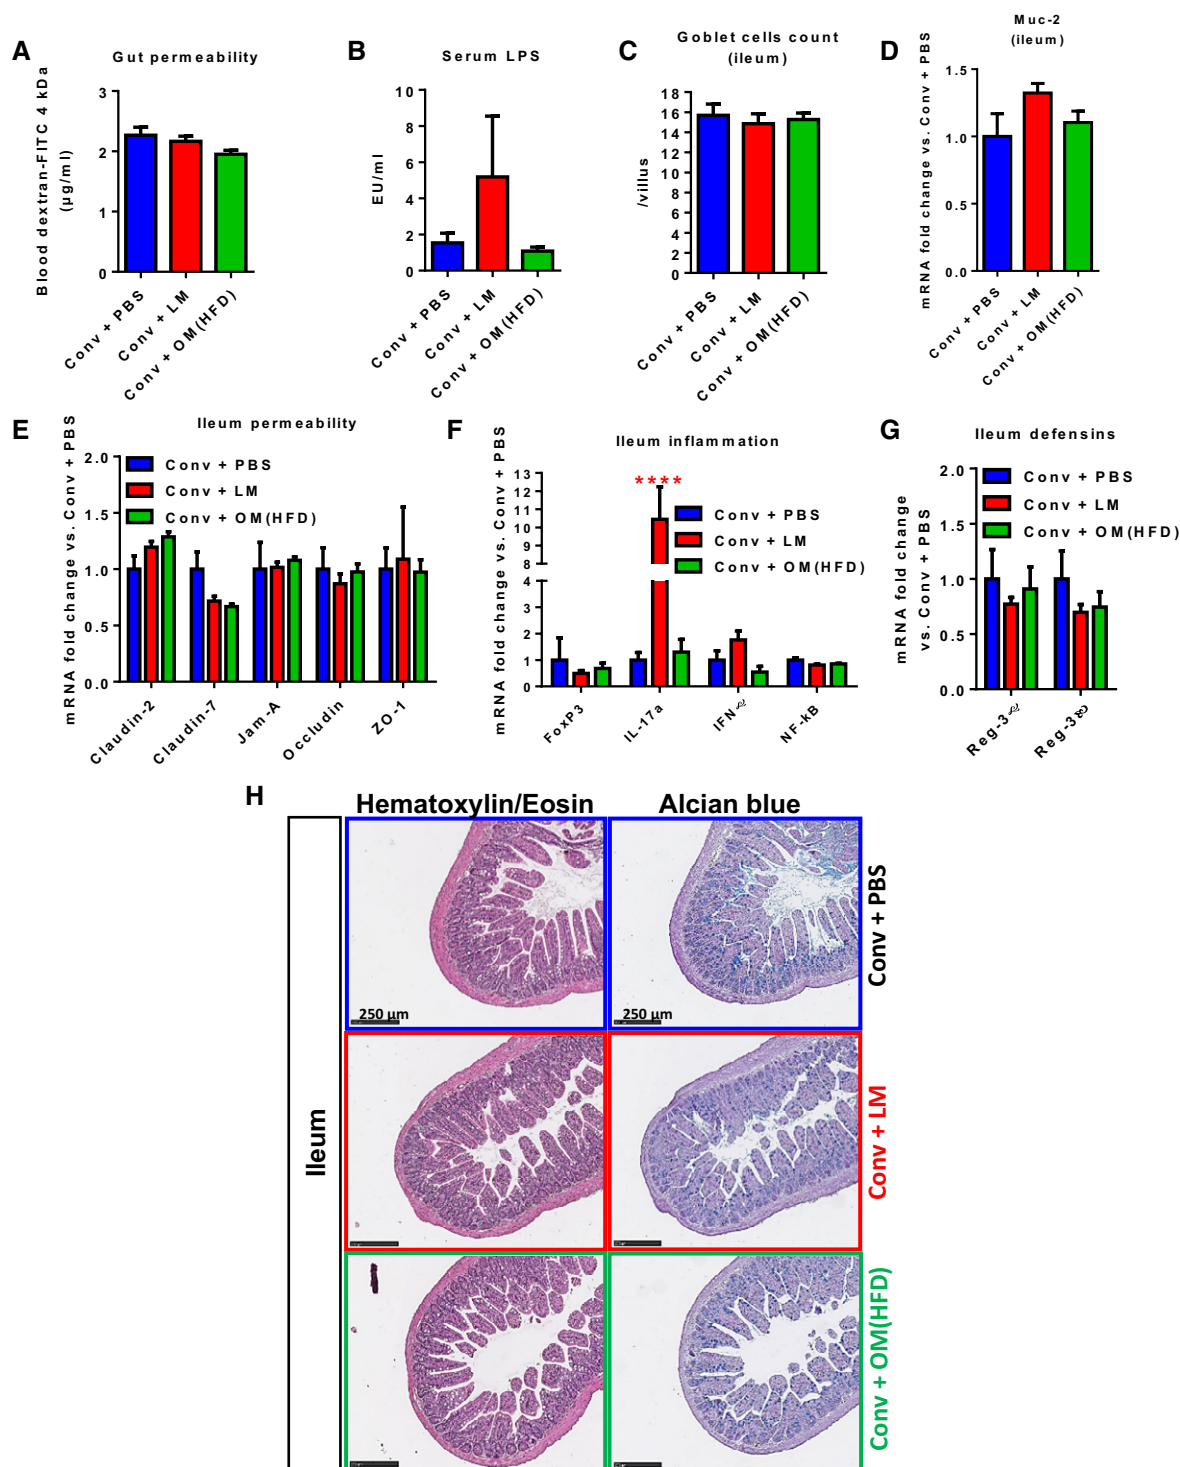 A
Gut permeability
Blood dextran-FITC 4 kDa
(µg/ml)
3
2
1
0
Conv + PBS
Conv + LM
Conv + OM(HFD)
B
Serum LPS
EU/ml
10
8
6
4
2
0
Conv + PBS
Conv + LM
Conv + OM(HFD)
C
Goblet cells count
(ileum)
/villus
18
16
14
12
10
8
6
4
2
0
Conv + PBS
Conv + LM
Conv + OM(HFD)
D
Muc-2
(ileum)
mRNA fold change vs. Conv + PBS
1.5
1.0
0.5
0.0
Conv + PBS
Conv + LM
Conv + OM(HFD)
E
Ileum permeability
mRNA fold change vs. Conv + PBS
2.0
1.5
1.0
0.5
0.0
Conv + PBS
Conv + LM
Conv + OM(HFD)
Claudin-2
Claudin-7
Jam-A
Occludin
ZO-1
F
Ileum inflammation
mRNA fold change vs. Conv + PBS
13
12
11
10
9
8
4
3
2
1
0
****
Conv + PBS
Conv + LM
Conv + OM(HFD)
FoxP3
IL-17a
IFN-
NF-kB
G
Ileum defensins
mRNA fold change
vs. Conv + PBS
2.0
1.5
1.0
0.5
0.0
Conv + PBS
Conv + LM
Conv + OM(HFD)
Reg-3
Reg-3
H
Hematoxylin/Eosin
Alcian blue
Ileum
250 µm
250 µm
Conv + PBS
Conv + LM
Conv + OM(HFD)